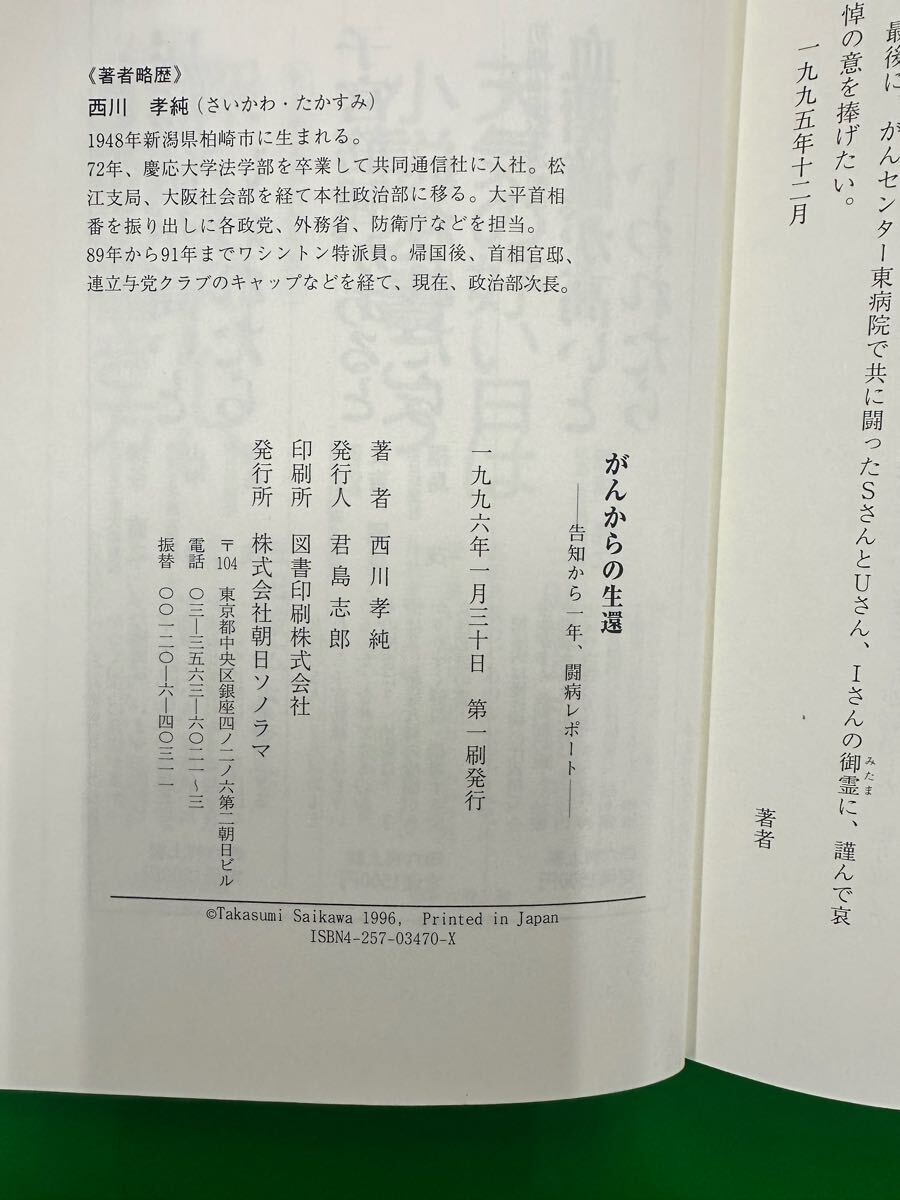 最後に、がんセンター東病院で共に闘ったＳさんとＵさん、Ｉさんの御霊に、謹んで哀
みたま
悼の意を捧げたい。
一九九五年十二月
著者
《著者略歴》
西川 孝純（さいかわ・たかすみ）
1948年新潟県柏崎市に生まれる。
72年、慶応大学法学部を卒業して共同通信社に入社。松
江支局、大阪社会部を経て本社政治部に移る。大平首相
番を振り出しに各政党、外務省、防衛庁などを担当。
89年から91年までワシントン特派員。帰国後、首相官邸、
連立与党クラブのキャップなどを経て、現在、政治部次長。
がんからの生還
――告知から一年、闘病レポート――
一九九六年一月三十日 第一刷発行
著者 西川孝純
発行人 君島志郎
印刷所 図書印刷株式会社
発行所 株式会社朝日ソノラマ
〒104 東京都中央区銀座四ノ二ノ六第二朝日ビル
電話 〇三―三五六三―六〇二一〜三
振替 〇〇一二〇―六―四〇三一一
©Takasumi Saikawa 1996, Printed in Japan
ISBN4-257-03470-X